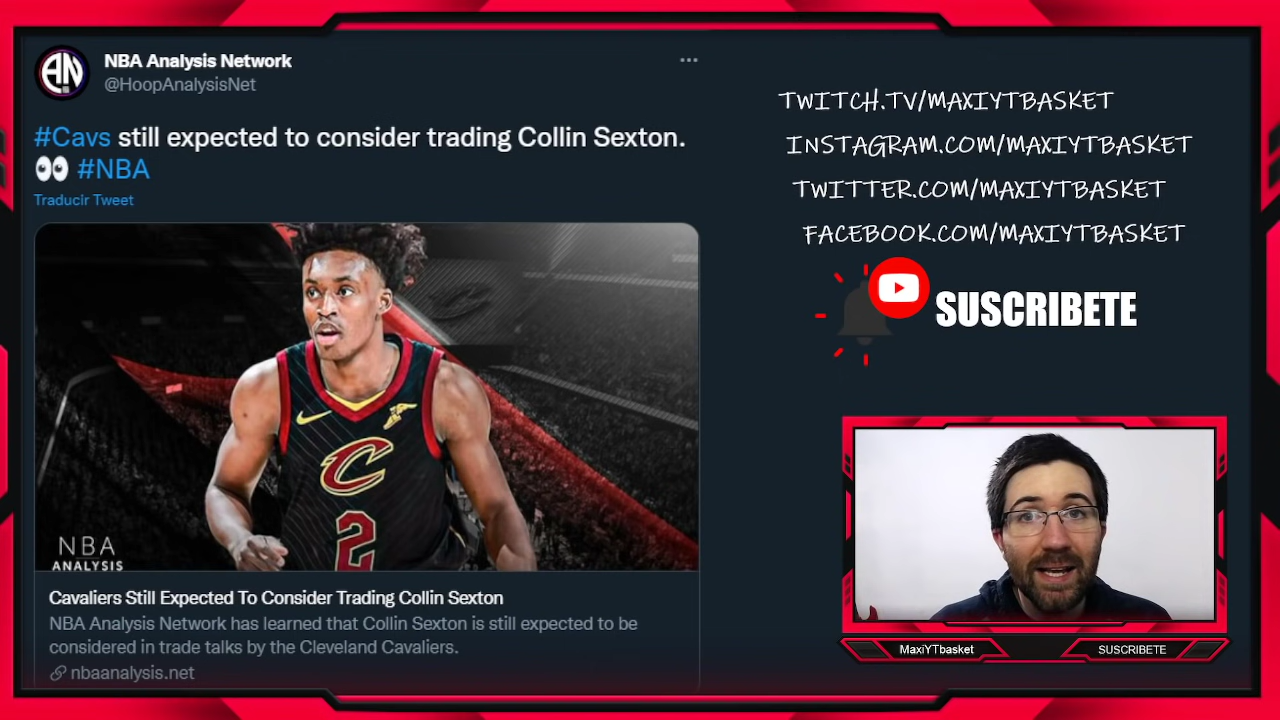 NBA Analysis Network
@HoopAnalysisNet
#Cavs still expected to consider trading Collin Sexton.
👀 #NBA
Traducir Tweet
NBA
ANALYSIS
C
2
Cavaliers Still Expected To Consider Trading Collin Sexton
NBA Analysis Network has learned that Collin Sexton is still expected to be
considered in trade talks by the Cleveland Cavaliers.
nbaanalysis.net
TWITCH.TV/MAXIYTBASKET
INSTAGRAM.COM/MAXIYTBASKET
TWITTER.COM/MAXIYTBASKET
FACEBOOK.COM/MAXIYTBASKET
SUSCRIBETE
MaxiYTbasket
SUSCRIBETE